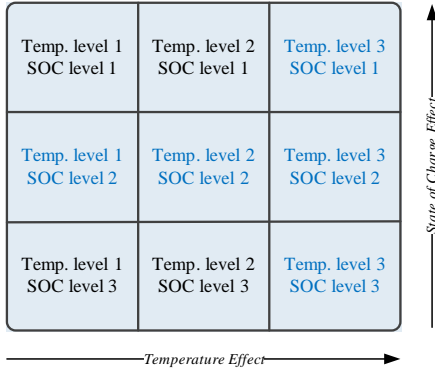 Temp. level 1
SOC level 1
Temp. level 2
SOC level 1
Temp. level 3
SOC level 1
Temp. level 1
SOC level 2
Temp. level 2
SOC level 2
Temp. level 3
SOC level 2
Temp. level 1
SOC level 3
Temp. level 2
SOC level 3
Temp. level 3
SOC level 3
State of Charge Effect
Temperature Effect